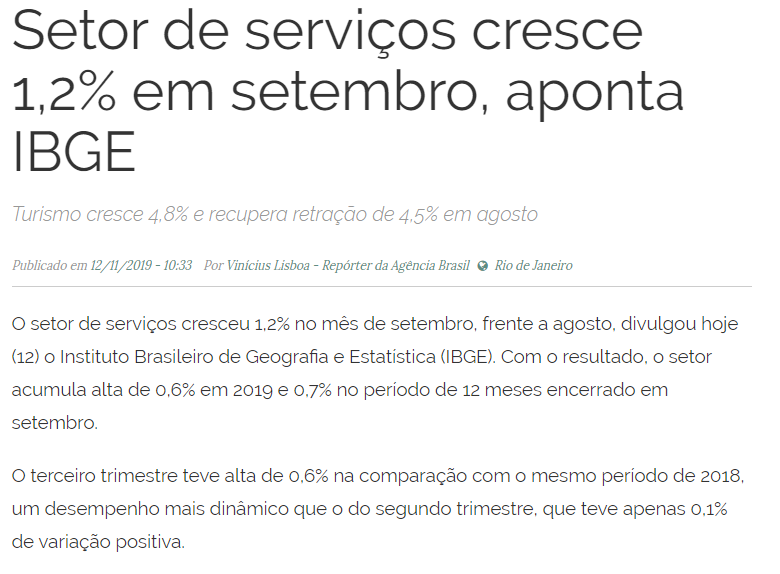 Setor de serviços cresce
1,2% em setembro, aponta
IBGE
Turismo cresce 4,8% e recupera retração de 4,5% em agosto
Publicado em 12/11/2019 - 10:33 Por Vinícius Lisboa - Repórter da Agência Brasil Rio de Janeiro
O setor de serviços cresceu 1,2% no mês de setembro, frente a agosto, divulgou hoje
(12) o Instituto Brasileiro de Geografia e Estatística (IBGE). Com o resultado, o setor
acumula alta de 0,6% em 2019 e 0,7% no período de 12 meses encerrado em
setembro.
O terceiro trimestre teve alta de 0,6% na comparação com o mesmo período de 2018,
um desempenho mais dinâmico que o do segundo trimestre, que teve apenas 0,1%
de variação positiva.